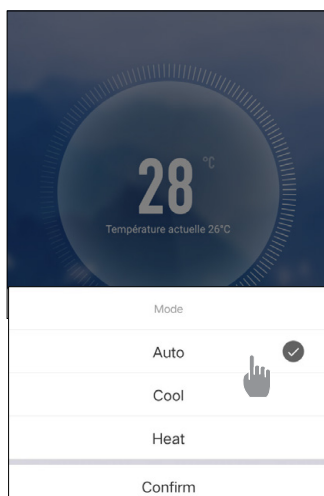 28 °C
Température actuelle 26°C
Mode
Auto
Cool
Heat
Confirm